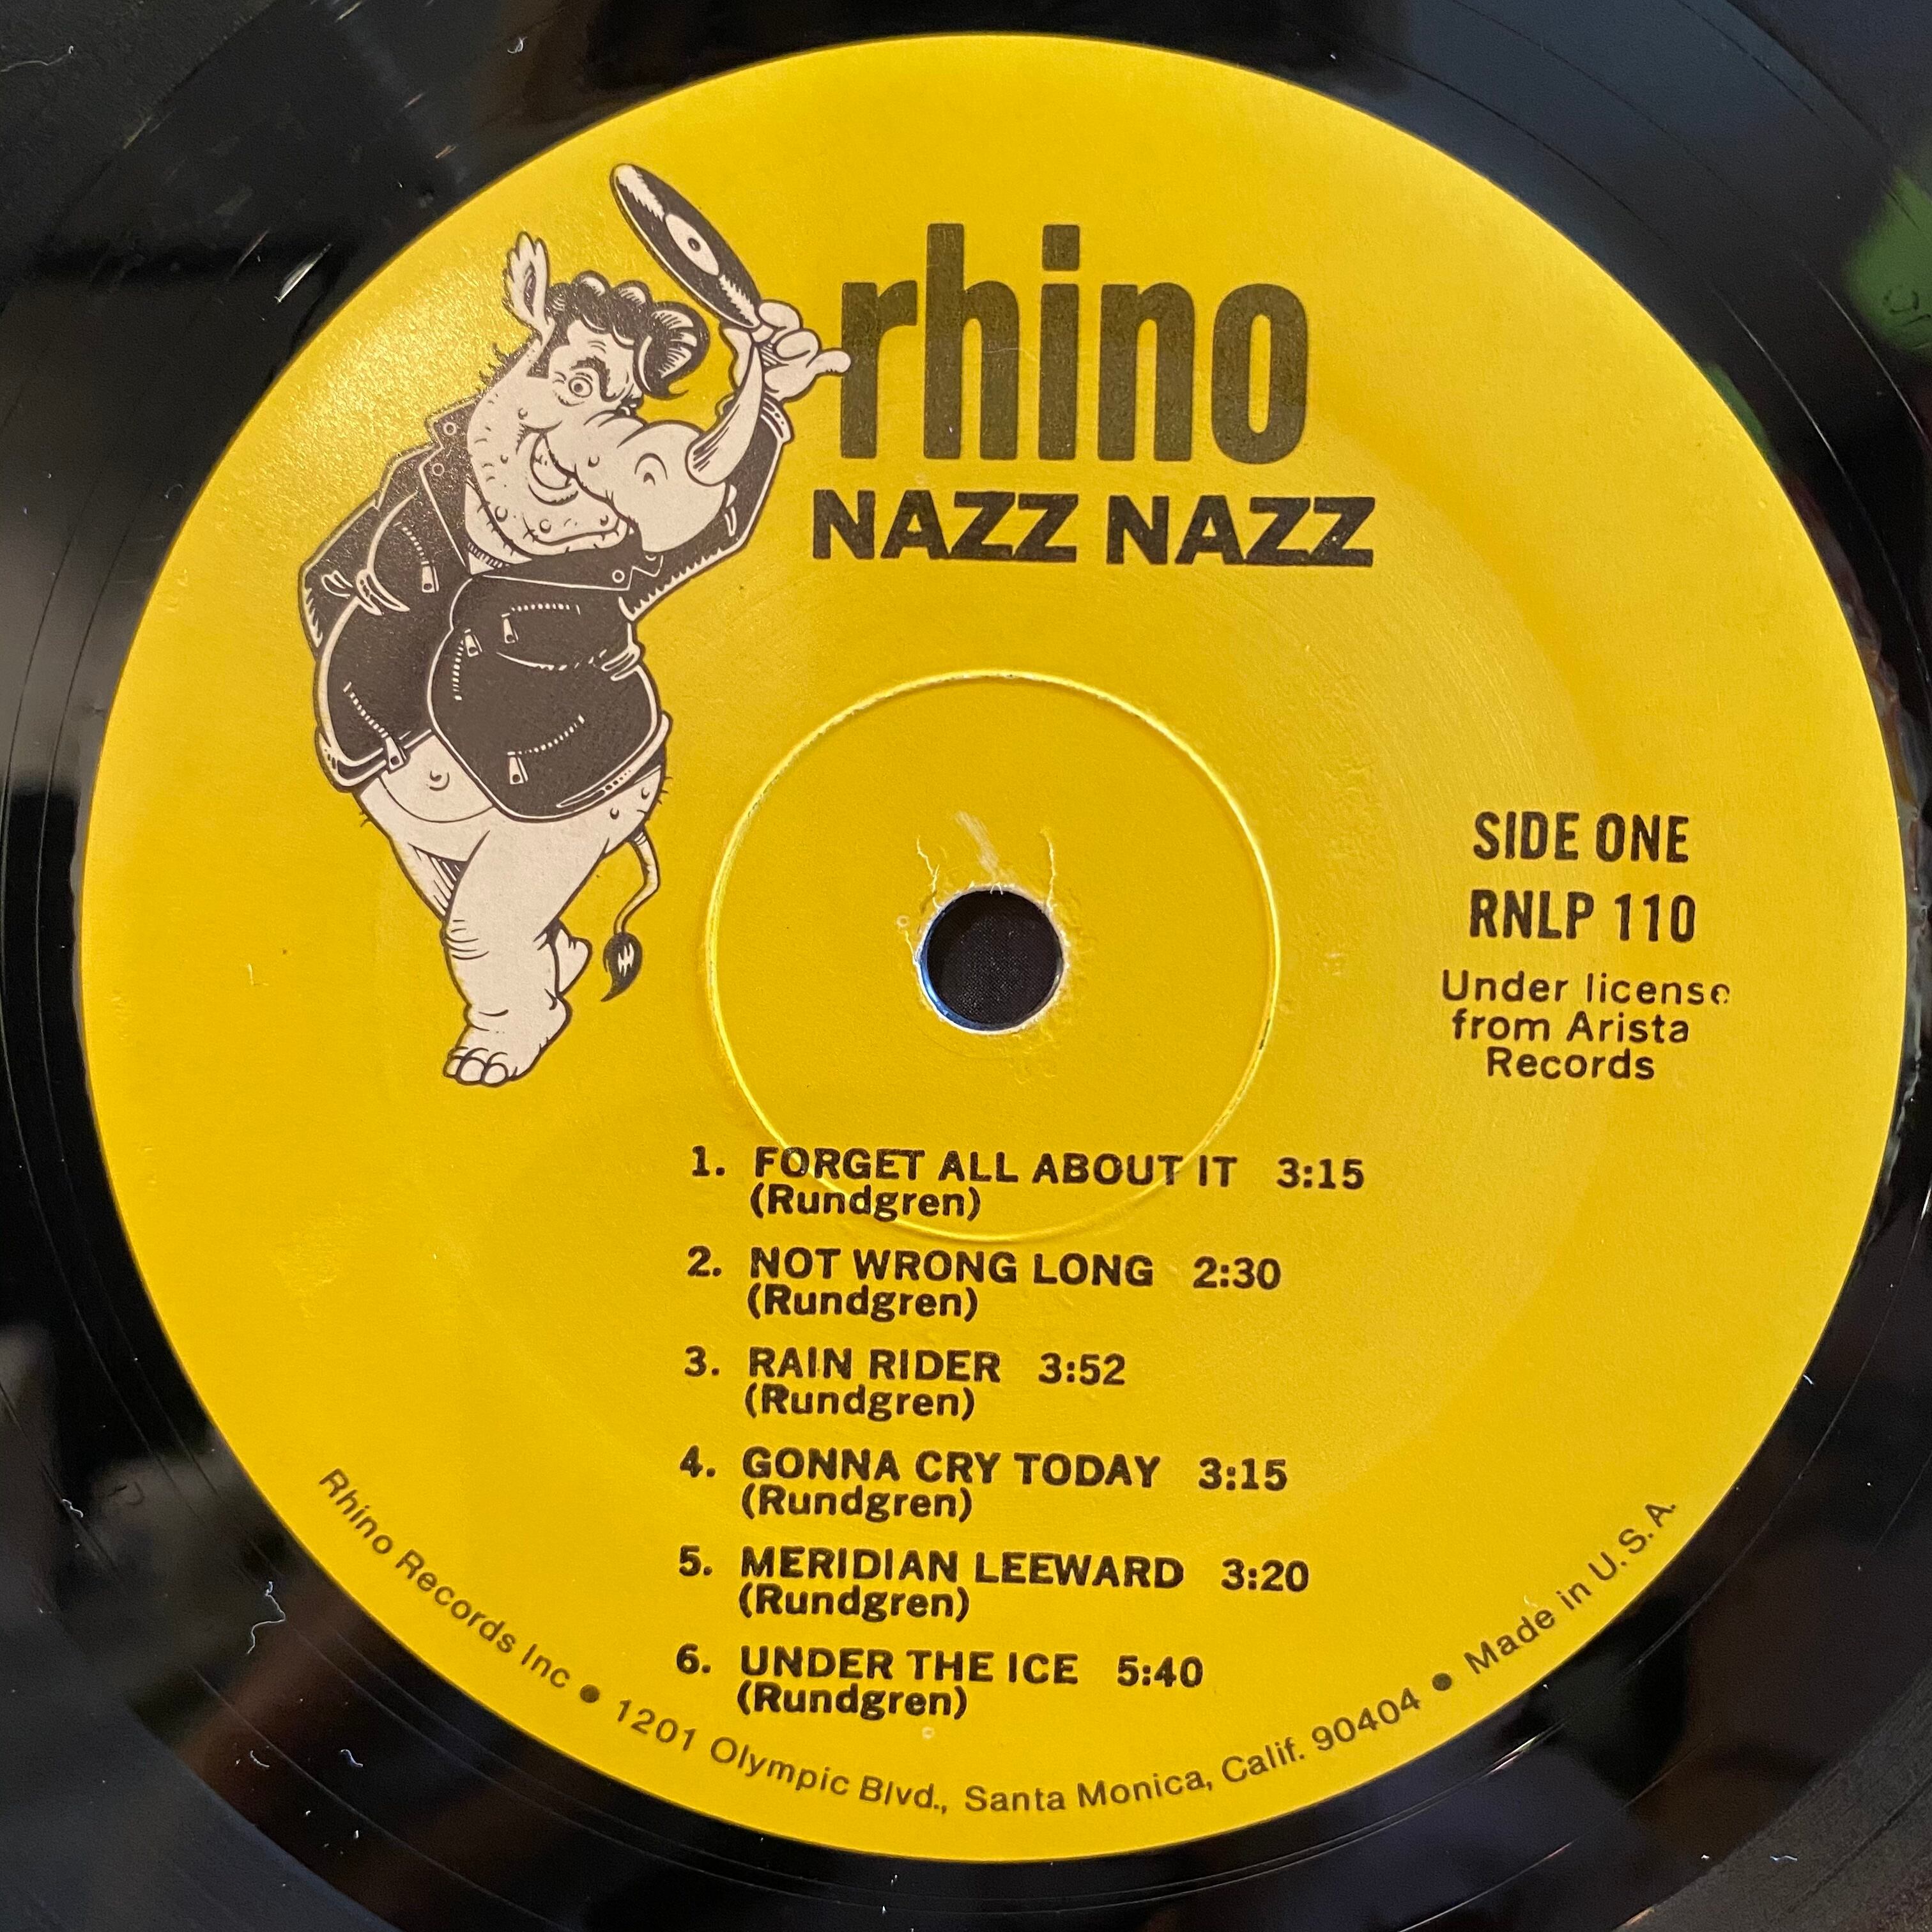 rhino
NAZZ NAZZ
SIDE ONE
RNLP 110
Under license
from Arista
Records
1. FORGET ALL ABOUT IT 3:15
(Rundgren)
2. NOT WRONG LONG 2:30
(Rundgren)
3. RAIN RIDER 3:52
(Rundgren)
4. GONNA CRY TODAY 3:15
(Rundgren)
5. MERIDIAN LEEWARD 3:20
(Rundgren)
6. UNDER THE ICE 5:40
(Rundgren)
Rhino Records Inc • 1201 Olympic Blvd., Santa Monica, Calif. 90404 • Made in U.S.A.